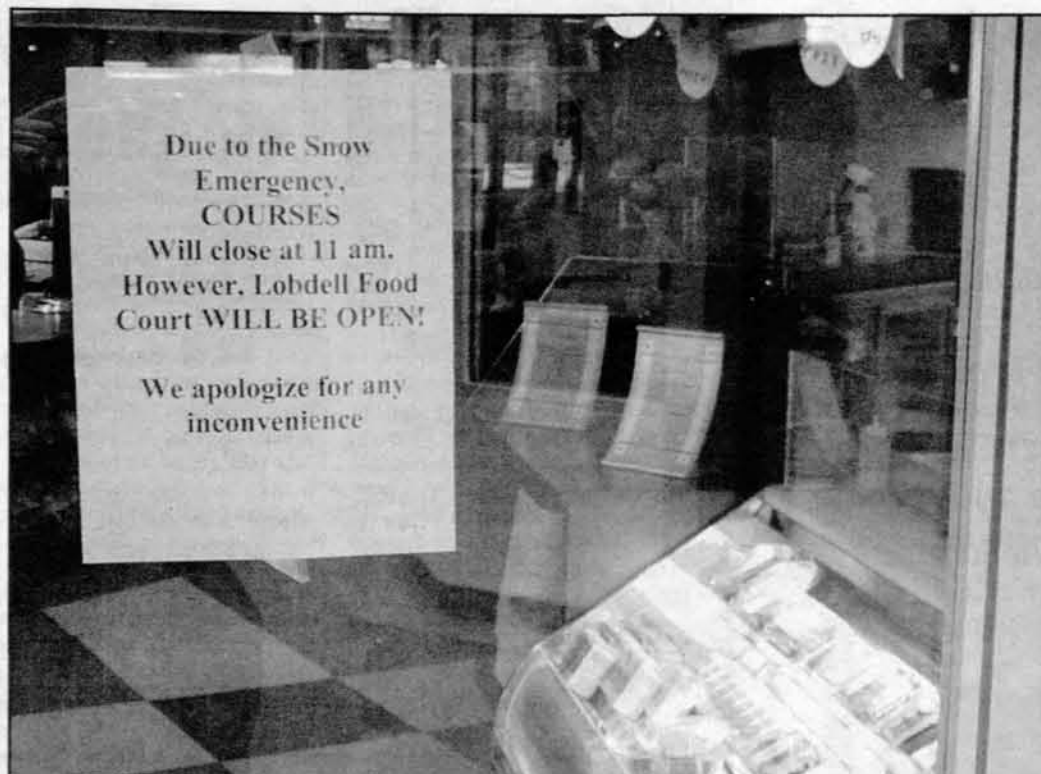 Due to the Snow
Emergency,
COURSES
Will close at 11 am.
However, Lobdell Food
Court WILL BE OPEN!
We apologize for any
inconvenience